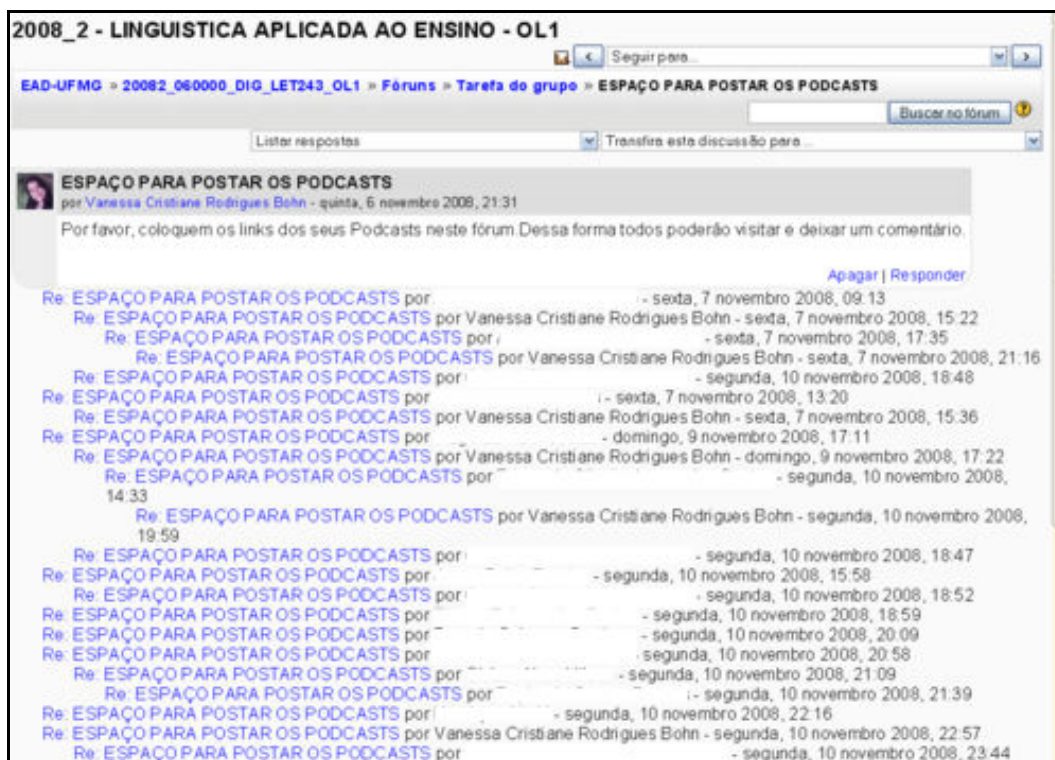 2008_2 - LINGUISTICA APLICADA AO ENSINO - OL1
< Seguir para... >
EAD-UFMG » 20082_060000_DIG_LET243_OL1 » Fóruns » Tarefa do grupo » ESPAÇO PARA POSTAR OS PODCASTS
Buscar no fórum ?
Listar respostas Transfira esta discussão para ...
ESPAÇO PARA POSTAR OS PODCASTS
por Vanessa Cristiane Rodrigues Bohn - quinta, 6 novembro 2008, 21:31
Por favor, coloquem os links dos seus Podcasts neste fórum.Dessa forma todos poderão visitar e deixar um comentário.
Apagar | Responder
Re: ESPAÇO PARA POSTAR OS PODCASTS por - sexta, 7 novembro 2008, 09:13
Re: ESPAÇO PARA POSTAR OS PODCASTS por Vanessa Cristiane Rodrigues Bohn - sexta, 7 novembro 2008, 15:22
Re: ESPAÇO PARA POSTAR OS PODCASTS por - sexta, 7 novembro 2008, 17:35
Re: ESPAÇO PARA POSTAR OS PODCASTS por Vanessa Cristiane Rodrigues Bohn - sexta, 7 novembro 2008, 21:16
Re: ESPAÇO PARA POSTAR OS PODCASTS por - segunda, 10 novembro 2008, 18:48
Re: ESPAÇO PARA POSTAR OS PODCASTS por - sexta, 7 novembro 2008, 13:20
Re: ESPAÇO PARA POSTAR OS PODCASTS por Vanessa Cristiane Rodrigues Bohn - sexta, 7 novembro 2008, 15:36
Re: ESPAÇO PARA POSTAR OS PODCASTS por - domingo, 9 novembro 2008, 17:11
Re: ESPAÇO PARA POSTAR OS PODCASTS por Vanessa Cristiane Rodrigues Bohn - domingo, 9 novembro 2008, 17:22
Re: ESPAÇO PARA POSTAR OS PODCASTS por - segunda, 10 novembro 2008,
14:33
Re: ESPAÇO PARA POSTAR OS PODCASTS por Vanessa Cristiane Rodrigues Bohn - segunda, 10 novembro 2008,
19:59
Re: ESPAÇO PARA POSTAR OS PODCASTS por - segunda, 10 novembro 2008, 18:47
Re: ESPAÇO PARA POSTAR OS PODCASTS por - segunda, 10 novembro 2008, 15:58
Re: ESPAÇO PARA POSTAR OS PODCASTS por - segunda, 10 novembro 2008, 18:52
Re: ESPAÇO PARA POSTAR OS PODCASTS por - segunda, 10 novembro 2008, 18:59
Re: ESPAÇO PARA POSTAR OS PODCASTS por - segunda, 10 novembro 2008, 20:09
Re: ESPAÇO PARA POSTAR OS PODCASTS por segunda, 10 novembro 2008, 20:58
Re: ESPAÇO PARA POSTAR OS PODCASTS por - segunda, 10 novembro 2008, 21:09
Re: ESPAÇO PARA POSTAR OS PODCASTS por - segunda, 10 novembro 2008, 21:39
Re: ESPAÇO PARA POSTAR OS PODCASTS por - segunda, 10 novembro 2008, 22:16
Re: ESPAÇO PARA POSTAR OS PODCASTS por Vanessa Cristiane Rodrigues Bohn - segunda, 10 novembro 2008, 22:57
Re: ESPAÇO PARA POSTAR OS PODCASTS por - segunda, 10 novembro 2008, 23:44